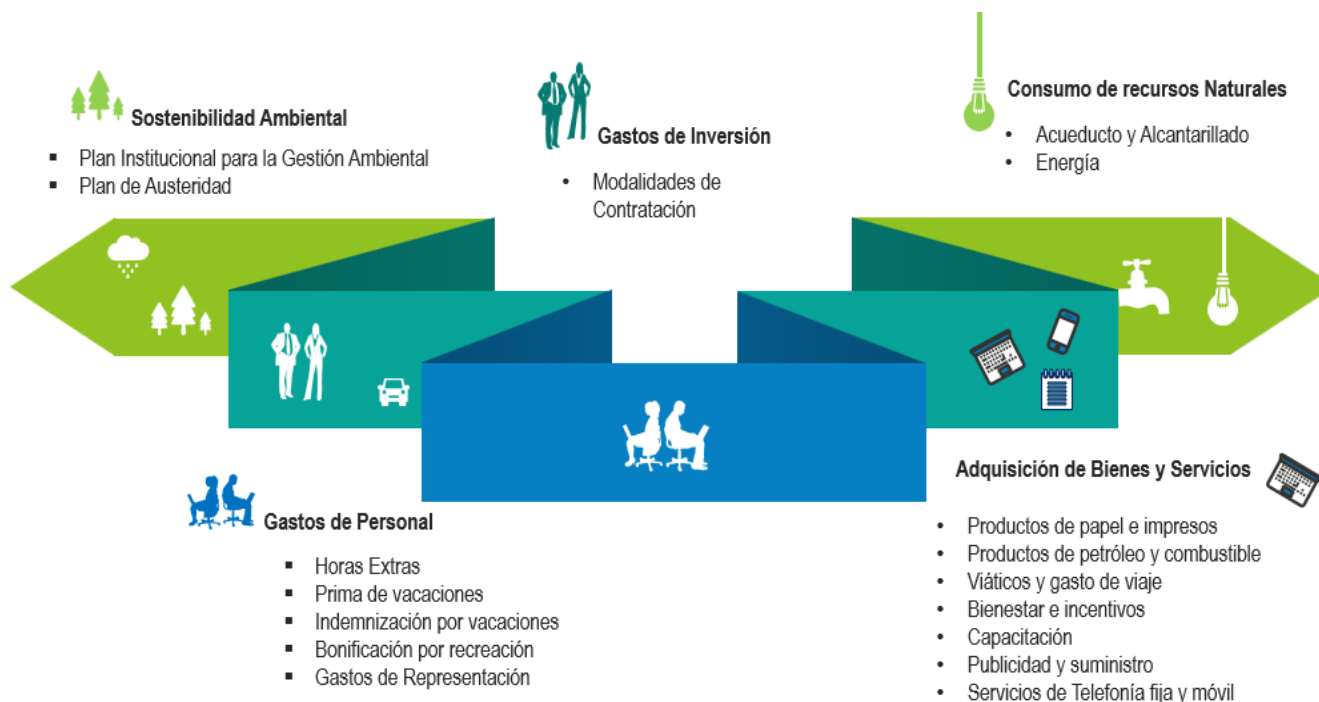 Sostenibilidad Ambiental
▪ Plan Institucional para la Gestión Ambiental
▪ Plan de Austeridad
Gastos de Inversión
• Modalidades de
Contratación
Consumo de recursos Naturales
• Acueducto y Alcantarillado
• Energía
Gastos de Personal
▪ Horas Extras
▪ Prima de vacaciones
▪ Indemnización por vacaciones
▪ Bonificación por recreación
▪ Gastos de Representación
Adquisición de Bienes y Servicios
• Productos de papel e impresos
• Productos de petróleo y combustible
• Viáticos y gasto de viaje
• Bienestar e incentivos
• Capacitación
• Publicidad y suministro
• Servicios de Telefonía fija y móvil